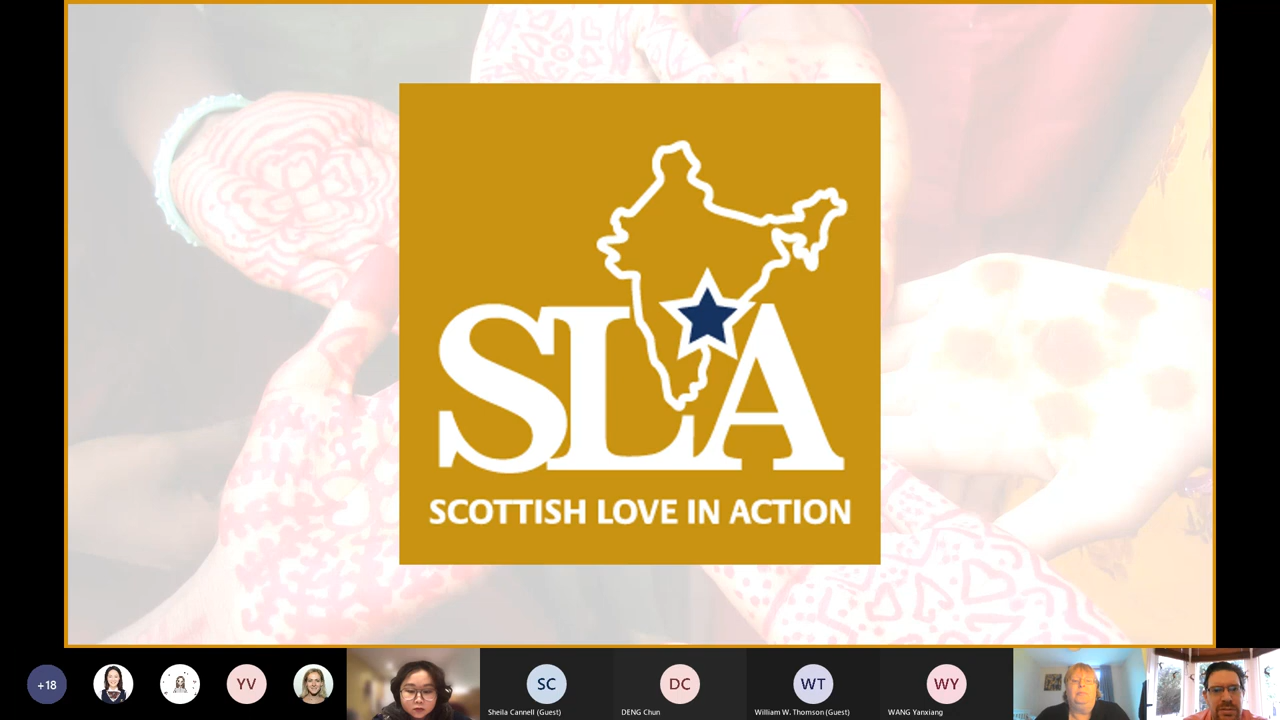 SLA
SCOTTISH LOVE IN ACTION
+18
YV
SC
Sheila Cannell (Guest)
DC
DENG Chun
WT
William W. Thomson (Guest)
WY
WANG Yanxiang